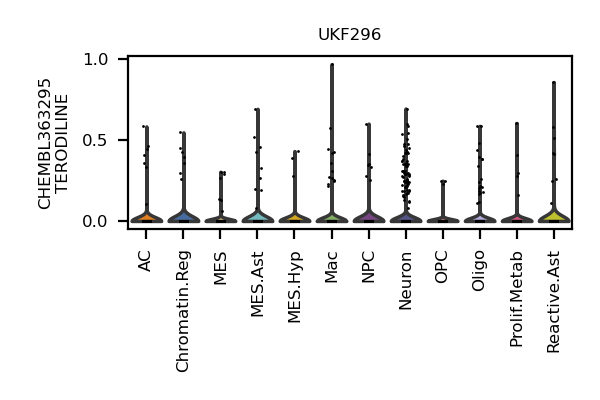 UKF296
CHEMBL363295
TERODILINE
1.0
0.5
0.0
AC
Chromatin.Reg
MES
MES.Ast
MES.Hyp
Mac
NPC
Neuron
OPC
Oligo
Prolif.Metab
Reactive.Ast